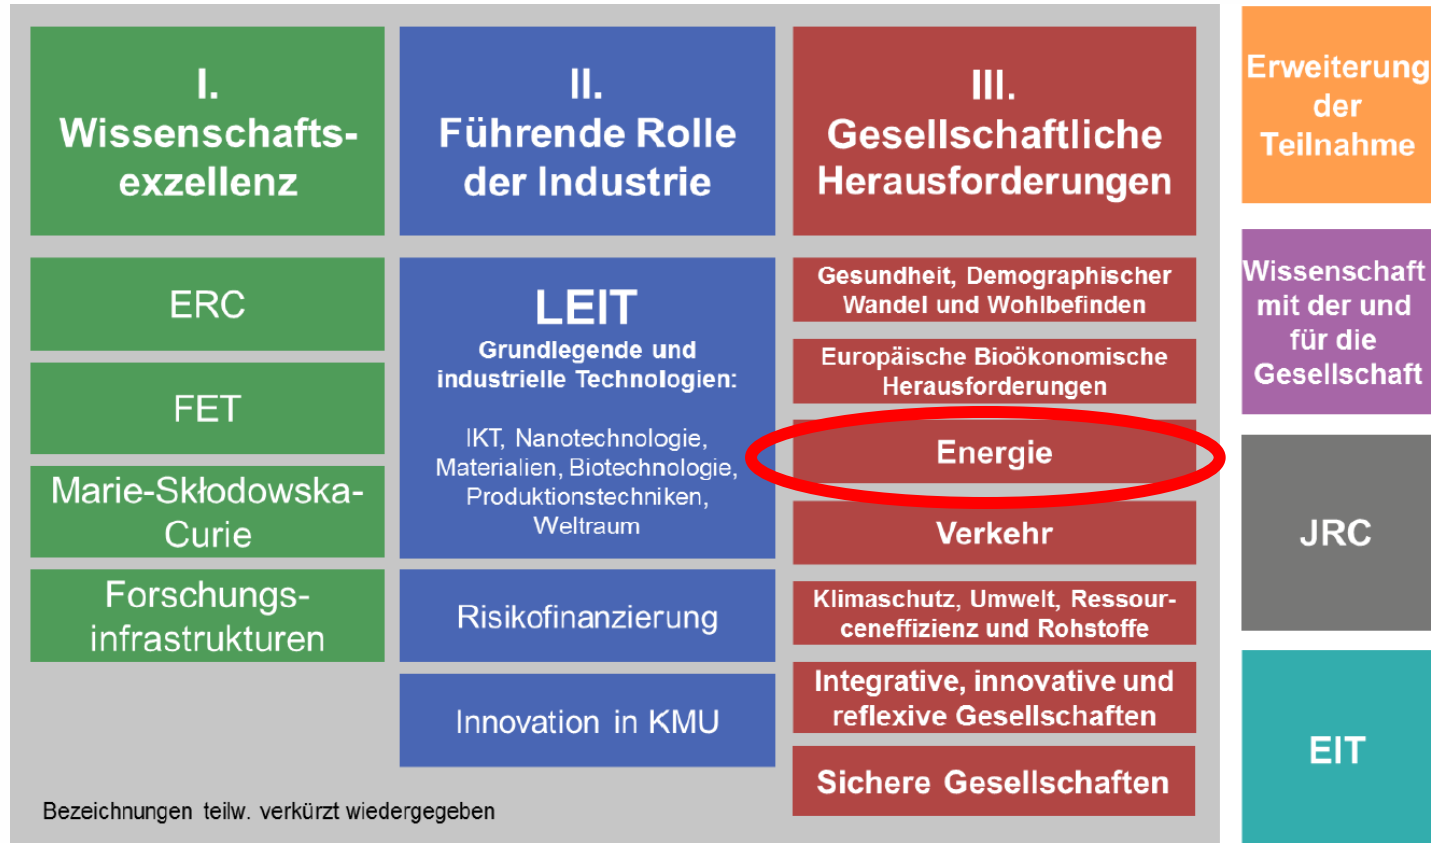 I.
Wissenschafts-
exzellenz
ERC
FET
Marie-Skłodowska-
Curie
Forschungs-
infrastrukturen
II.
Führende Rolle
der Industrie
LEIT
Grundlegende und
industrielle Technologien:
IKT, Nanotechnologie,
Materialien, Biotechnologie,
Produktionstechniken,
Weltraum
Risikofinanzierung
Innovation in KMU
III.
Gesellschaftliche
Herausforderungen
Gesundheit, Demographischer
Wandel und Wohlbefinden
Europäische Bioökonomische
Herausforderungen
Energie
Verkehr
Klimaschutz, Umwelt, Ressour-
ceneffizienz und Rohstoffe
Integrative, innovative und
reflexive Gesellschaften
Sichere Gesellschaften
Erweiterung
der
Teilnahme
Wissenschaft
mit der und
für die
Gesellschaft
JRC
EIT
Bezeichnungen teilw. verkürzt wiedergegeben